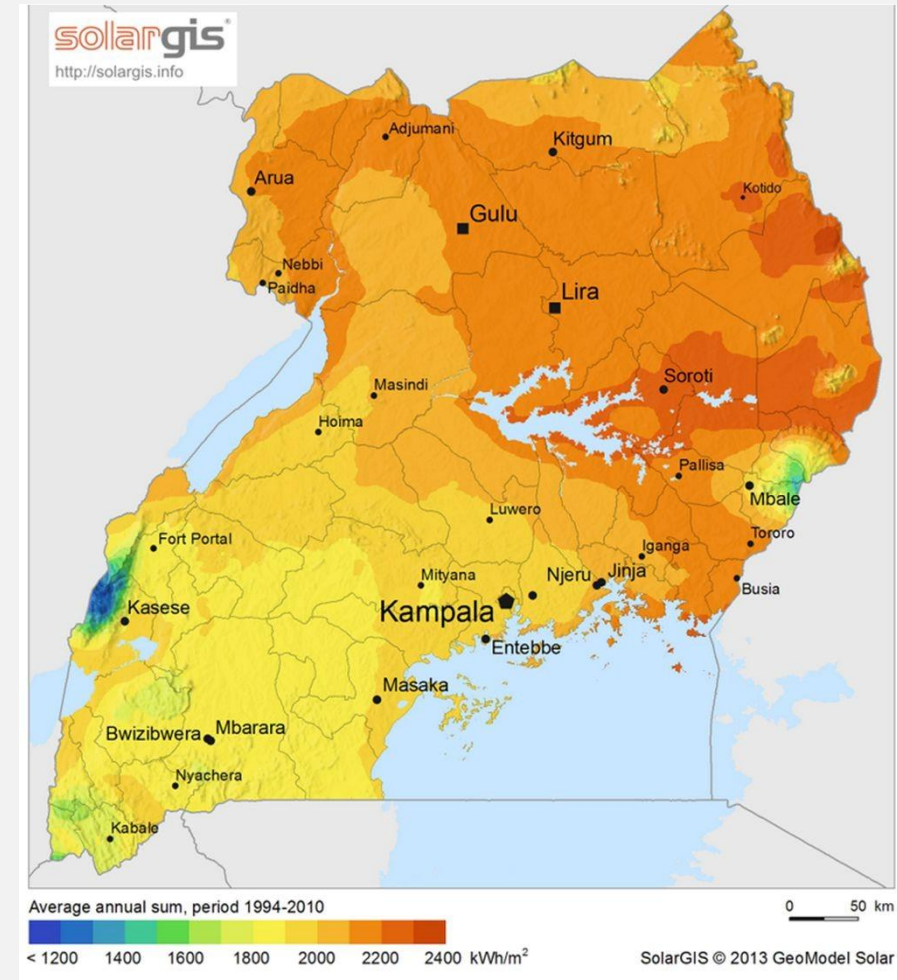 solargis®
http://solargis.info
Adjumani
Kitgum
Arua
Kotido
Gulu
Nebbi
Paidha
Lira
Soroti
Masindi
Hoima
Pallisa
Mbale
Luwero
Tororo
Fort Portal
Iganga
Mityana
Njeru
Jinja
Busia
Kampala
Kasese
Entebbe
Masaka
Bwizibwera
Mbarara
Nyachera
Kabale
Average annual sum, period 1994-2010
0 50 km
< 1200 1400 1600 1800 2000 2200 2400 kWh/m²
SolarGIS © 2013 GeoModel Solar